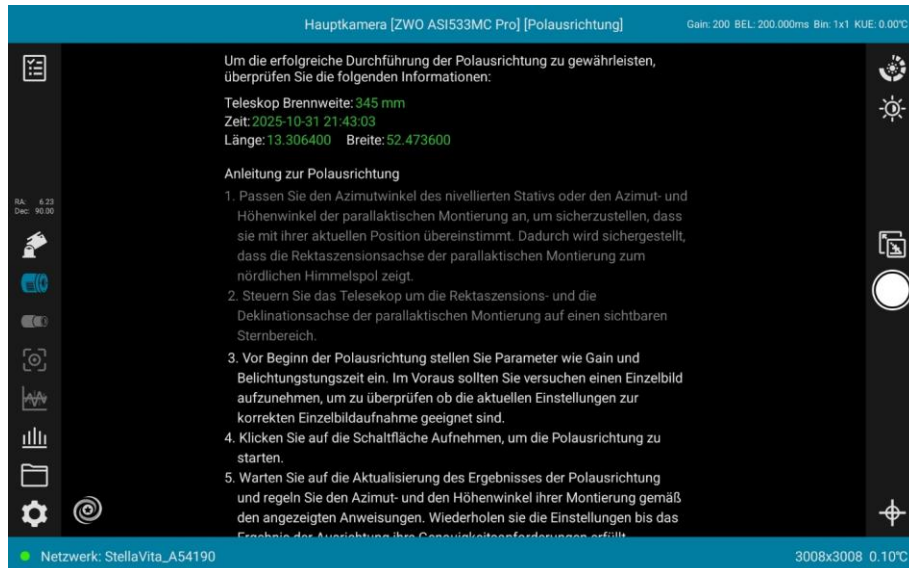 Hauptkamera [ZWO ASI533MC Pro] [Polausrichtung]
Gain: 200 BEL: 200.000ms Bin: 1x1 KUE: 0.00°C
Um die erfolgreiche Durchführung der Polausrichtung zu gewährleisten,
überprüfen Sie die folgenden Informationen:
Teleskop Brennweite: 345 mm
Zeit: 2025-10-31 21:43:03
Länge: 13.306400 Breite: 52.473600
Anleitung zur Polausrichtung
1. Passen Sie den Azimutwinkel des nivellierten Stativs oder den Azimut- und
Höhenwinkel der parallaktischen Montierung an, um sicherzustellen, dass
sie mit ihrer aktuellen Position übereinstimmt. Dadurch wird sichergestellt,
dass die Rektaszensionsachse der parallaktischen Montierung zum
nördlichen Himmelspol zeigt.
2. Steuern Sie das Telesekop um die Rektaszensions- und die
Deklinationsachse der parallaktischen Montierung auf einen sichtbaren
Sternbereich.
3. Vor Beginn der Polausrichtung stellen Sie Parameter wie Gain und
Belichtungstungszeit ein. Im Voraus sollten Sie versuchen einen Einzelbild
aufzunehmen, um zu überprüfen ob die aktuellen Einstellungen zur
korrekten Einzelbildaufnahme geeignet sind.
4. Klicken Sie auf die Schaltfläche Aufnehmen, um die Polausrichtung zu
starten.
5. Warten Sie auf die Aktualisierung des Ergebnisses der Polausrichtung
und regeln Sie den Azimut- und den Höhenwinkel ihrer Montierung gemäß
den angezeigten Anweisungen. Wiederholen sie die Einstellungen bis das
Ergebnis der Ausrichtung ihre Genauigkeitsanforderungen erfüllt
RA: 6.23
Dec: 90.00
Netzwerk: StellaVita_A54190
3008x3008 0.10°C